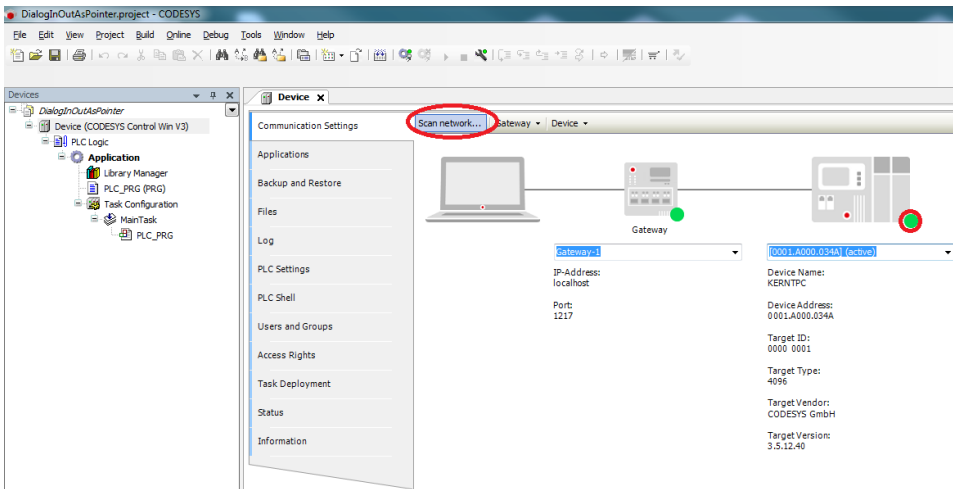 DialogInOutAsPointer.project - CODESYS
File Edit View Project Build Online Debug Tools Window Help
Devices
DialogInOutAsPointer
Device (CODESYS Control Win V3)
PLC Logic
Application
Library Manager
PLC_PRG (PRG)
Task Configuration
MainTask
PLC_PRG
Device
Communication Settings
Applications
Backup and Restore
Files
Log
PLC Settings
PLC Shell
Users and Groups
Access Rights
Task Deployment
Status
Information
Scan network... Gateway Device
Gateway
Gateway-1
IP-Address:
localhost
Port:
1217
[0001.A000.034A] (active)
Device Name:
KERNTPC
Device Address:
0001.A000.034A
Target ID:
0000 0001
Target Type:
4096
Target Vendor:
CODESYS GmbH
Target Version:
3.5.12.40